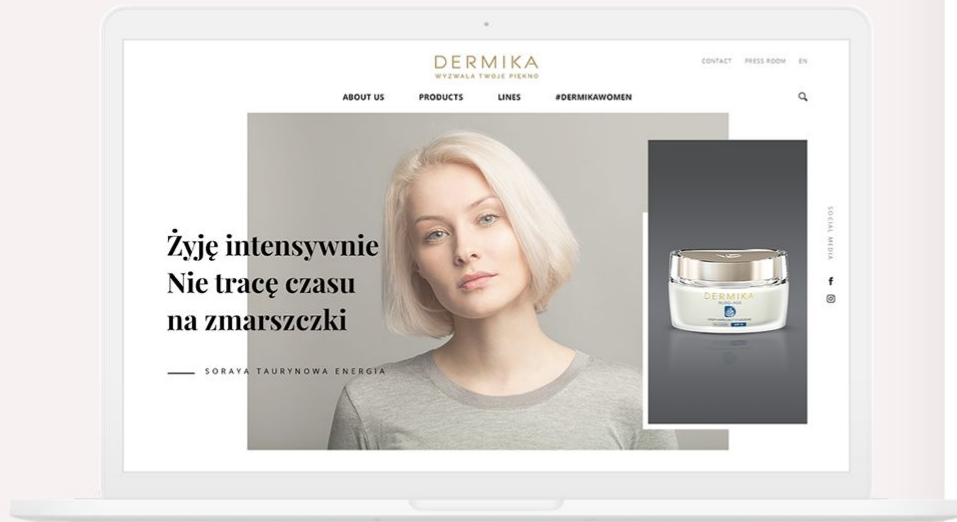 DERMIKA
WYZWALA TWOJE PIĘKNO
CONTACT PRESS ROOM EN
ABOUT US PRODUCTS LINES #DERMIKAWOMEN
Żyję intensywnie
Nie tracę czasu
na zmarszczki
SORAYA TAURYNOWA ENERGIA
DERMIKA
SOCIAL MEDIA